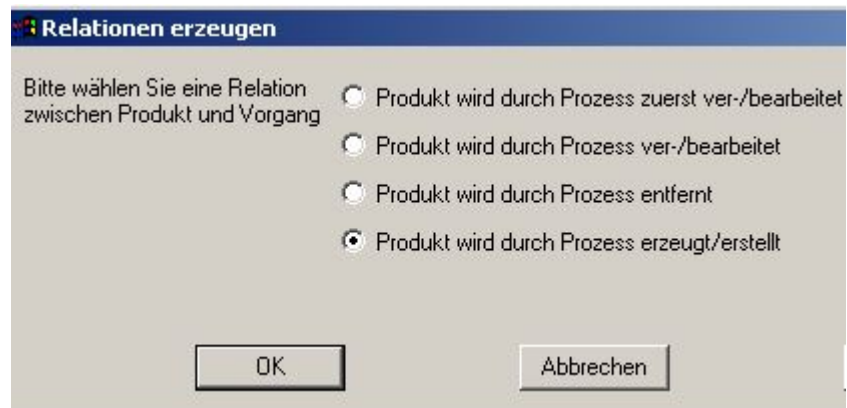 Relationen erzeugen
Bitte wählen Sie eine Relation
zwischen Produkt und Vorgang
Produkt wird durch Prozess zuerst ver-/bearbeitet
Produkt wird durch Prozess ver-/bearbeitet
Produkt wird durch Prozess entfernt
Produkt wird durch Prozess erzeugt/erstellt
OK
Abbrechen